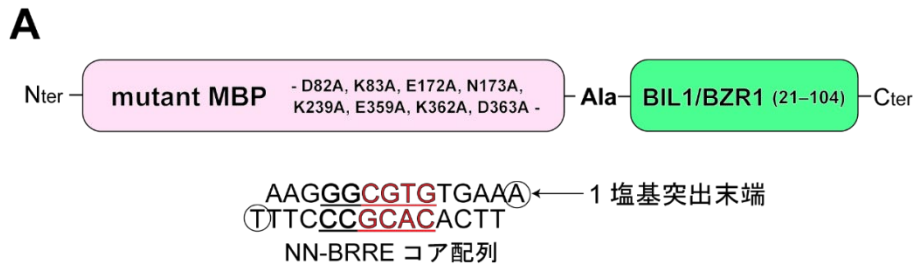 A
Nter
mutant MBP
- D82A, K83A, E172A, N173A,
K239A, E359A, K362A, D363A -
Ala
BIL1/BZR1 (21–104)
Cter
AAGGGCGTGTGAAA
1 塩基突出末端
TTTCCCGCACACTT
NN-BRRE コア配列